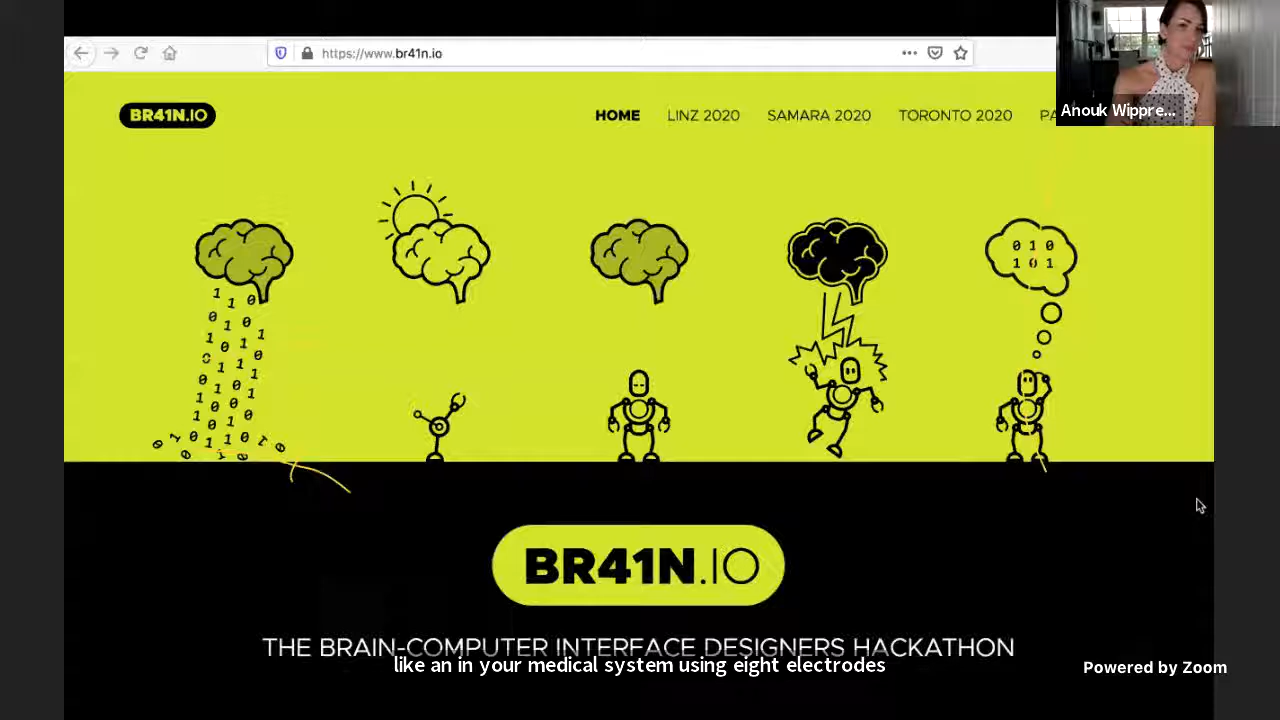 https://www.br41n.io
BR41N.IO
HOME LINZ 2020 SAMARA 2020 TORONTO 2020 PA
Anouk Wippre...
0 1 0
1 0 1
BR41N.IO
THE BRAIN-COMPUTER INTERFACE DESIGNERS HACKATHON
like an in your medical system using eight electrodes
Powered by Zoom